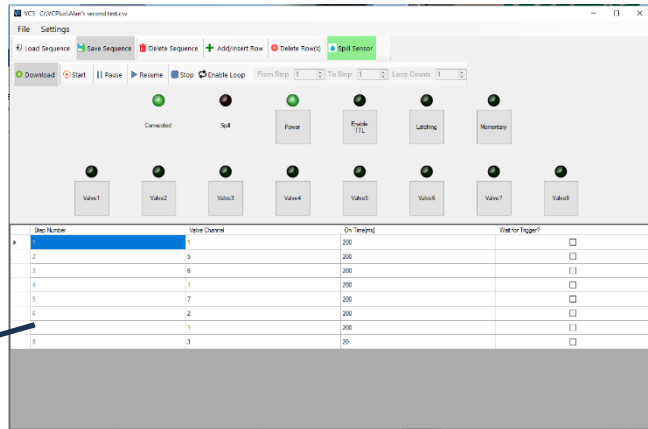 VC3 C:\VCPlus\Alan's second test.csv
File Settings
Load Sequence Save Sequence Delete Sequence Add/Insert Row Delete Row(s) Spill Sensor
Download Start Pause Resume Stop Enable Loop From Step 1 To Step 1 Loop Counts 1
Connected Spill Power Enable TTL Latching Momentary
Valve1 Valve2 Valve3 Valve4 Valve5 Valve6 Valve7 Valve8
Step Number Valve Channel On Time(ms) Wait for Trigger?
1 1 200
2 5 200
3 6 200
4 1 200
5 7 200
6 2 200
1 200
8 3 20